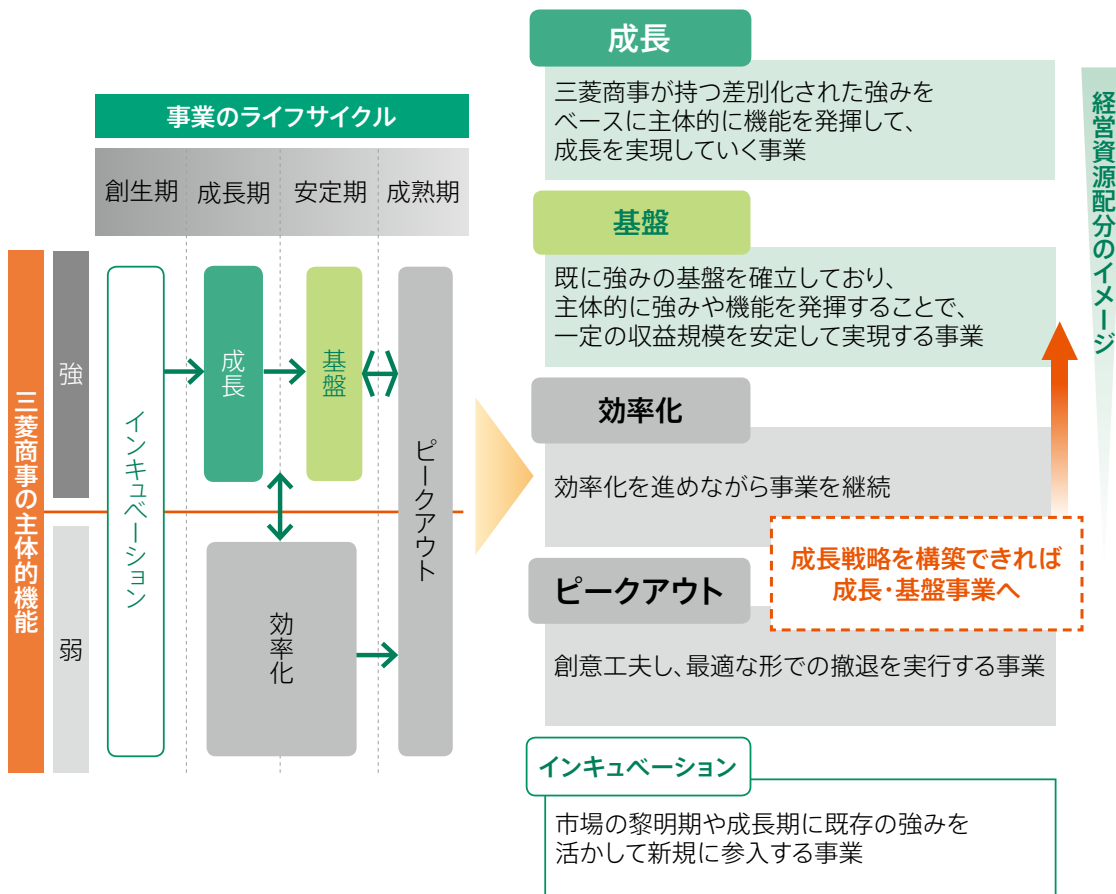 事業のライフサイクル
創生期
成長期
安定期
成熟期
三菱商事の主体的機能
強
弱
インキュベーション
成長
基盤
効率化
ピークアウト
成長
三菱商事が持つ差別化された強みを
ベースに主体的に機能を発揮して、
成長を実現していく事業
基盤
既に強みの基盤を確立しており、
主体的に強みや機能を発揮することで、
一定の収益規模を安定して実現する事業
効率化
効率化を進めながら事業を継続
成長戦略を構築できれば
成長・基盤事業へ
ピークアウト
創意工夫し、最適な形での撤退を実行する事業
インキュベーション
市場の黎明期や成長期に既存の強みを
活かして新規に参入する事業
経営資源配分のイメージ